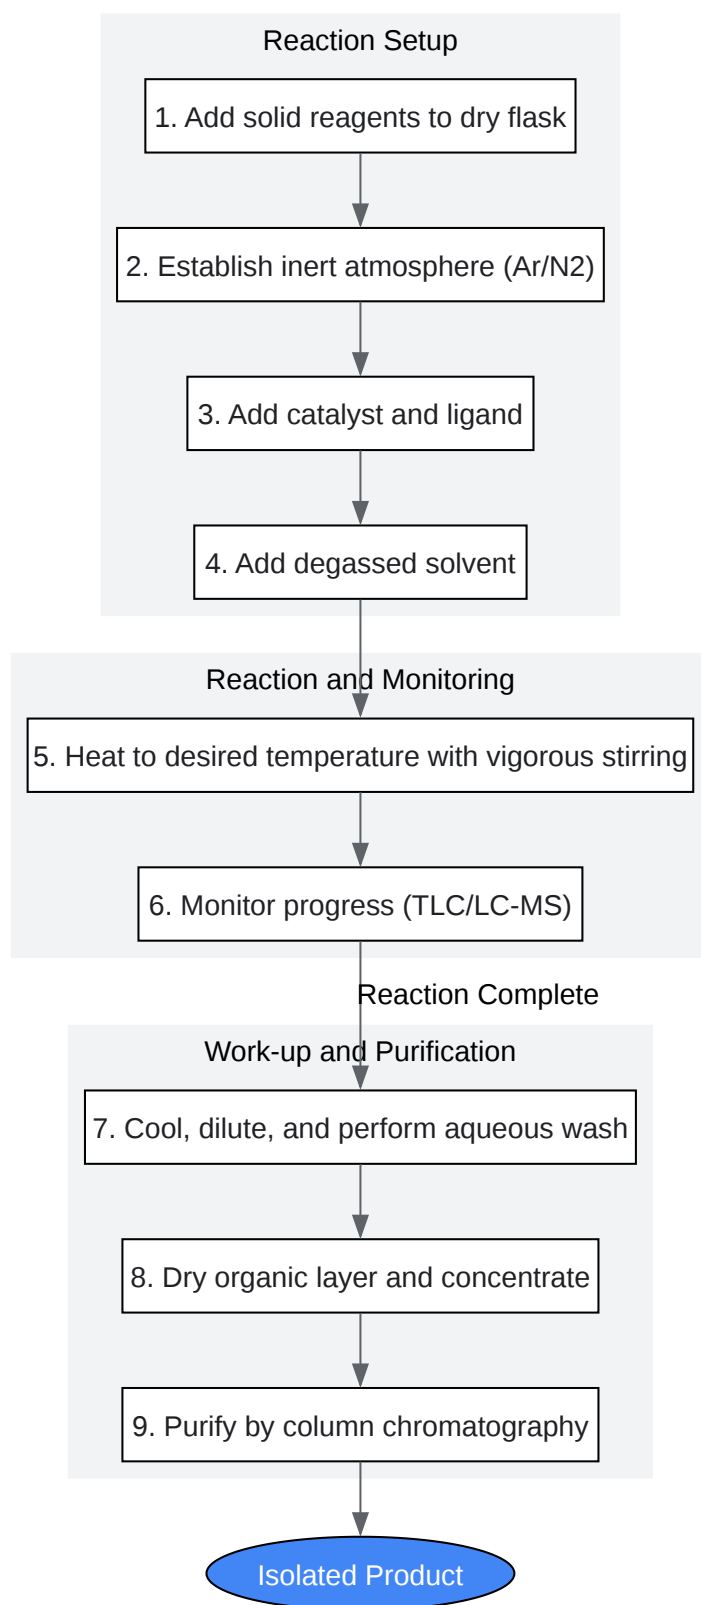 Reaction Setup
1. Add solid reagents to dry flask
2. Establish inert atmosphere (Ar/N2)
3. Add catalyst and ligand
4. Add degassed solvent
Reaction and Monitoring
5. Heat to desired temperature with vigorous stirring
6. Monitor progress (TLC/LC-MS)
Reaction Complete
Work-up and Purification
7. Cool, dilute, and perform aqueous wash
8. Dry organic layer and concentrate
9. Purify by column chromatography
Isolated Product